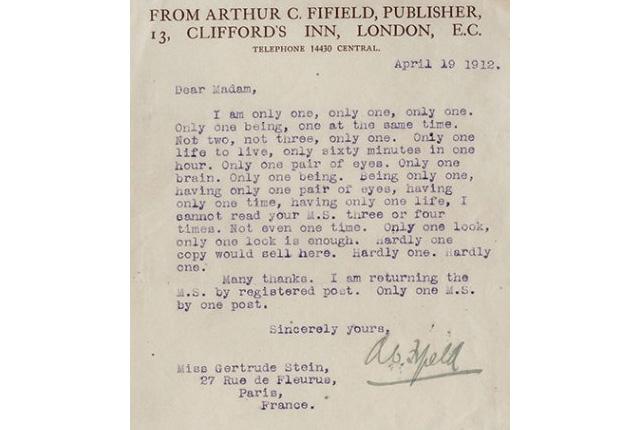 FROM ARTHUR C. FIFIELD, PUBLISHER,
13, CLIFFORD'S INN, LONDON, E.C.
TELEPHONE 14430 CENTRAL.
April 19 1912.
Dear Madam,
I am only one, only one, only one.
Only one being, one at the same time.
Not two, not three, only one. Only one
life to live, only sixty minutes in one
hour. Only one pair of eyes. Only one
brain. Only one being. Being only one,
having only one pair of eyes, having
only one time, having only one life, I
cannot read your M.S. three or four
times. Not even one time. Only one look,
only one look is enough. Hardly one
copy would sell here. Hardly one. Hardly
one.
Many thanks. I am returning the
M.S. by registered post. Only one M.S.
by one post.
Sincerely yours,
A.C. Fifield
Miss Gertrude Stein,
27 Rue de Fleurus,
Paris,
France.